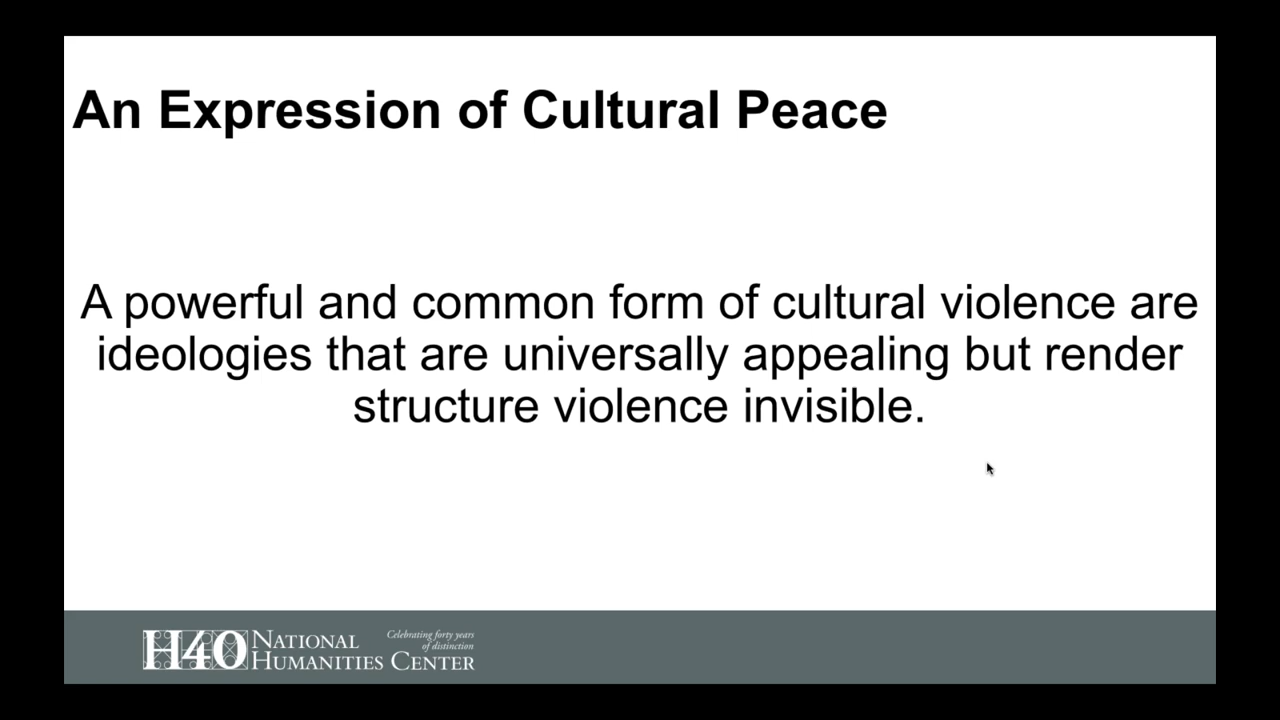 An Expression of Cultural Peace
A powerful and common form of cultural violence are
ideologies that are universally appealing but render
structure violence invisible.
H40 NATIONAL
HUMANITIES CENTER
Celebrating forty years
of distinction